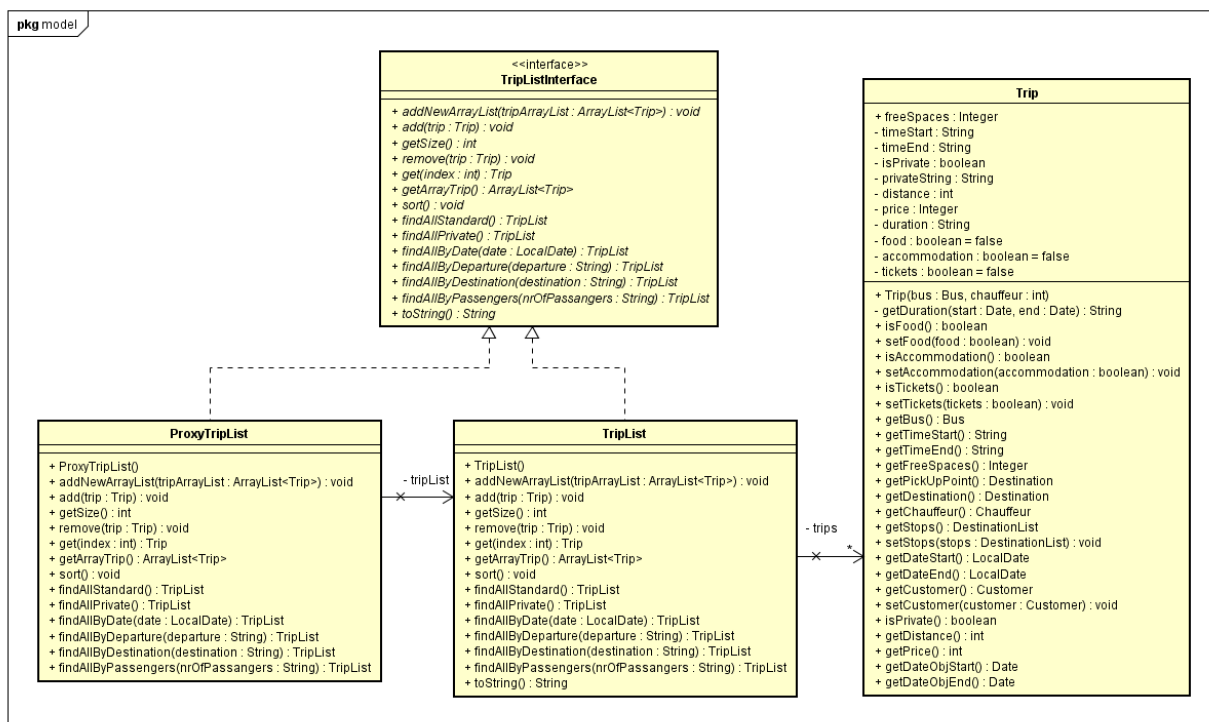 pkg model
<<interface>>
TripListInterface
+ addNewArrayList(tripArrayList : ArrayList<Trip>) : void
+ add(trip : Trip) : void
+ getSize() : int
+ remove(trip : Trip) : void
+ get(index : int) : Trip
+ getArrayTrip() : ArrayList<Trip>
+ sort() : void
+ findAllStandard() : TripList
+ findAllPrivate() : TripList
+ findAllByDate(date : LocalDate) : TripList
+ findAllByDeparture(departure : String) : TripList
+ findAllByDestination(destination : String) : TripList
+ findAllByPassengers(nrOfPassangers : String) : TripList
+ toString() : String
ProxyTripList
+ ProxyTripList()
+ addNewArrayList(tripArrayList : ArrayList<Trip>) : void
+ add(trip : Trip) : void
+ getSize() : int
+ remove(trip : Trip) : void
+ get(index : int) : Trip
+ getArrayTrip() : ArrayList<Trip>
+ sort() : void
+ findAllStandard() : TripList
+ findAllPrivate() : TripList
+ findAllByDate(date : LocalDate) : TripList
+ findAllByDeparture(departure : String) : TripList
+ findAllByDestination(destination : String) : TripList
+ findAllByPassengers(nrOfPassangers : String) : TripList
- tripList
TripList
+ TripList()
+ addNewArrayList(tripArrayList : ArrayList<Trip>) : void
+ add(trip : Trip) : void
+ getSize() : int
+ remove(trip : Trip) : void
+ get(index : int) : Trip
+ getArrayTrip() : ArrayList<Trip>
+ sort() : void
+ findAllStandard() : TripList
+ findAllPrivate() : TripList
+ findAllByDate(date : LocalDate) : TripList
+ findAllByDeparture(departure : String) : TripList
+ findAllByDestination(destination : String) : TripList
+ findAllByPassengers(nrOfPassangers : String) : TripList
+ toString() : String
- trips
*
Trip
+ freeSpaces : Integer
- timeStart : String
- timeEnd : String
- isPrivate : boolean
- privateString : String
- distance : int
- price : Integer
- duration : String
- food : boolean = false
- accommodation : boolean = false
- tickets : boolean = false
+ Trip(bus : Bus, chauffeur : int)
- getDuration(start : Date, end : Date) : String
+ isFood() : boolean
+ setFood(food : boolean) : void
+ isAccommodation() : boolean
+ setAccommodation(accommodation : boolean) : void
+ isTickets() : boolean
+ setTickets(tickets : boolean) : void
+ getBus() : Bus
+ getTimeStart() : String
+ getTimeEnd() : String
+ getFreeSpaces() : Integer
+ getPickUpPoint() : Destination
+ getDestination() : Destination
+ getChauffeur() : Chauffeur
+ getStops() : DestinationList
+ setStops(stops : DestinationList) : void
+ getDateStart() : LocalDate
+ getDateEnd() : LocalDate
+ getCustomer() : Customer
+ setCustomer(customer : Customer) : void
+ isPrivate() : boolean
+ getDistance() : int
+ getPrice() : int
+ getDateObjStart() : Date
+ getDateObjEnd() : Date